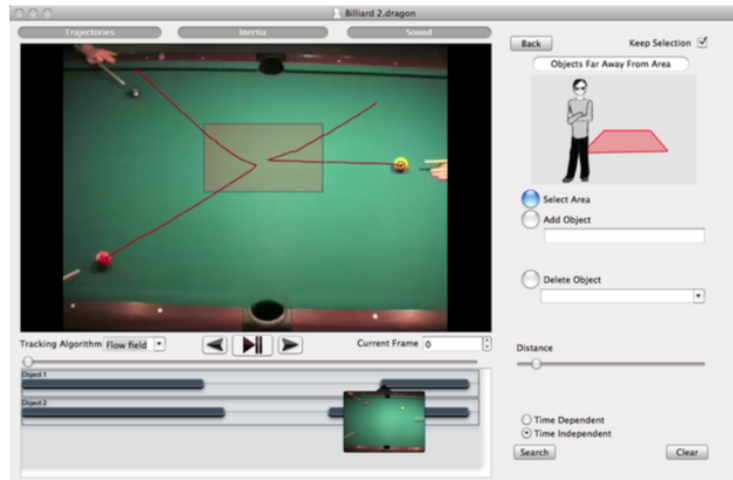 Billiard 2.dragon
Trajectories
Inertia
Sound
Back
Keep Selection
Objects Far Away From Area
Select Area
Add Object
Delete Object
Tracking Algorithm Flow field
Current Frame 0
Distance
Object 1
Object 2
Time Dependent
Time Independent
Search
Clear